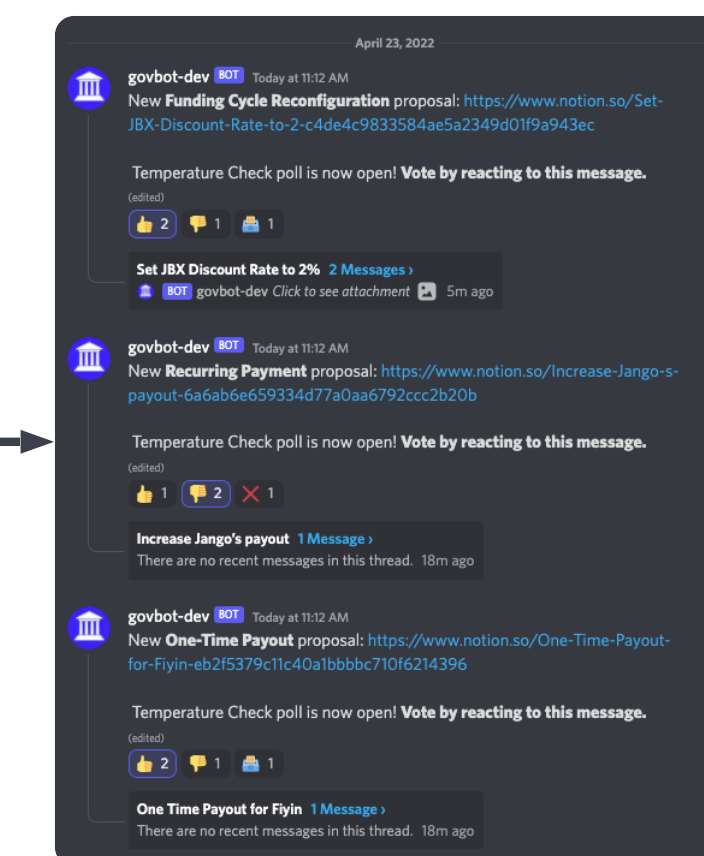 April 23, 2022
govbot-dev BOT Today at 11:12 AM
New Funding Cycle Reconfiguration proposal: https://www.notion.so/Set-
JBX-Discount-Rate-to-2-c4de4c9833584ae5a2349d01f9a943ec
Temperature Check poll is now open! Vote by reacting to this message.
(edited)
👍 2 👎 1 🗳️ 1
Set JBX Discount Rate to 2% 2 Messages ›
BOT govbot-dev Click to see attachment 5m ago
govbot-dev BOT Today at 11:12 AM
New Recurring Payment proposal: https://www.notion.so/Increase-Jango-s-
payout-6a6ab6e659334d77a0aa6792ccc2b20b
Temperature Check poll is now open! Vote by reacting to this message.
(edited)
👍 1 👎 2 ❌ 1
Increase Jango's payout 1 Message ›
There are no recent messages in this thread. 18m ago
govbot-dev BOT Today at 11:12 AM
New One-Time Payout proposal: https://www.notion.so/One-Time-Payout-
for-Fiyin-eb2f5379c11c40a1bbbbc710f6214396
Temperature Check poll is now open! Vote by reacting to this message.
(edited)
👍 2 👎 1 🗳️ 1
One Time Payout for Fiyin 1 Message ›
There are no recent messages in this thread. 18m ago